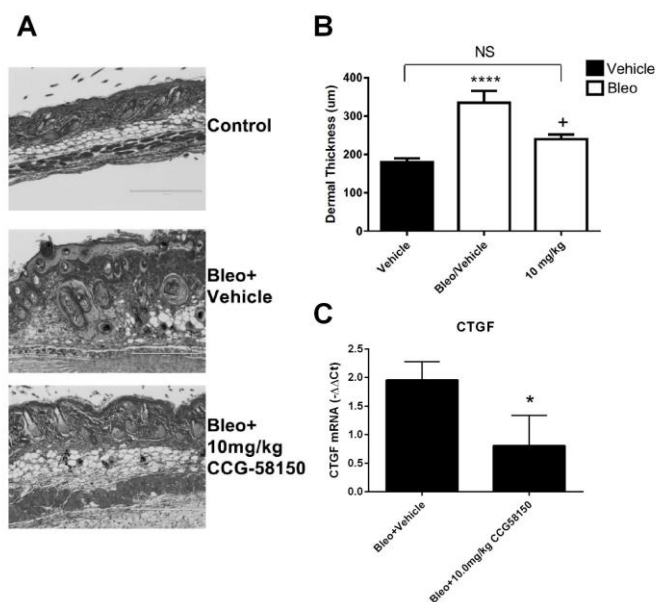 A
Control
Bleo+
Vehicle
Bleo+
10mg/kg
CCG-58150
B
NS
Vehicle
Bleo
****
+
Dermal Thickness (um)
400
300
200
100
0
Vehicle
Bleo/Vehicle
10 mg/kg
C
CTGF
CTGF mRNA (-ΔΔCt)
2.5
2.0
1.5
1.0
0.5
0.0
*
Bleo+Vehicle
Bleo+10.0mg/kg CCG58150